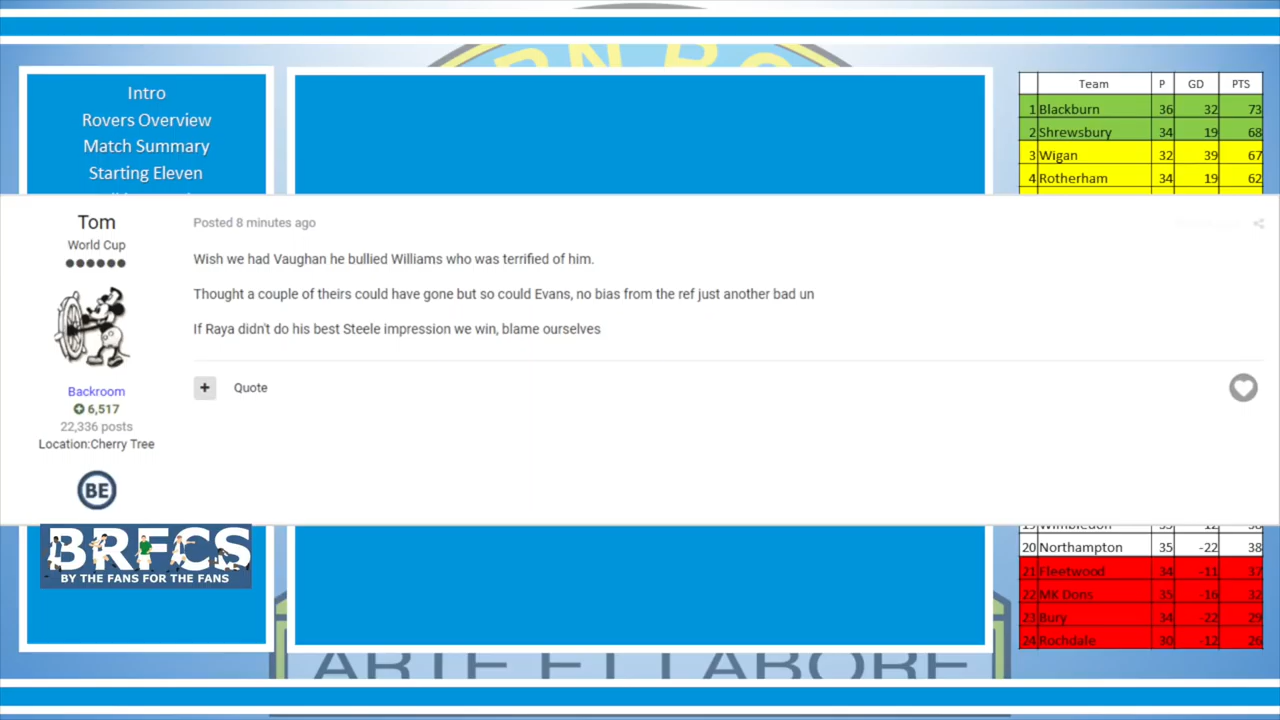 RN RO
Intro
Rovers Overview
Match Summary
Starting Eleven
Team P GD PTS
1 Blackburn 36 32 73
2 Shrewsbury 34 19 68
3 Wigan 32 39 67
4 Rotherham 34 19 62
Tom
World Cup
Backroom
6,517
22,336 posts
Location:Cherry Tree
BE
Posted 8 minutes ago
Wish we had Vaughan he bullied Williams who was terrified of him.
Thought a couple of theirs could have gone but so could Evans, no bias from the ref just another bad un
If Raya didn't do his best Steele impression we win, blame ourselves
+ Quote
BRFCS
BY THE FANS FOR THE FANS
Wimbledon
20 Northampton 35 -22 38
21 Fleetwood 34 -11 37
22 MK Dons 35 -16 32
23 Bury 34 -22 29
24 Rochdale 30 -12 26
ARTE ET LABORE